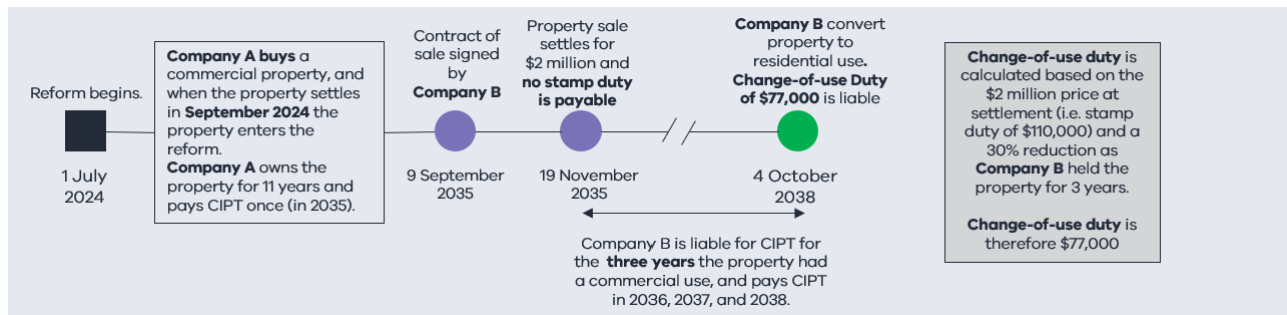 Reform begins.
1 July
2024
Company A buys a
commercial property, and
when the property settles
in September 2024 the
property enters the
reform.
Company A owns the
property for 11 years and
pays CIPT once (in 2035).
Contract of
sale signed
by
Company B
9 September
2035
Property sale
settles for
$2 million and
no stamp duty
is payable
19 November
2035
Company B convert
property to
residential use.
Change-of-use Duty
of $77,000 is liable
4 October
2038
Company B is liable for CIPT for
the three years the property had
a commercial use, and pays CIPT
in 2036, 2037, and 2038.
Change-of-use duty is
calculated based on the
$2 million price at
settlement (i.e. stamp
duty of $110,000) and a
30% reduction as
Company B held the
property for 3 years.
Change-of-use duty is
therefore $77,000